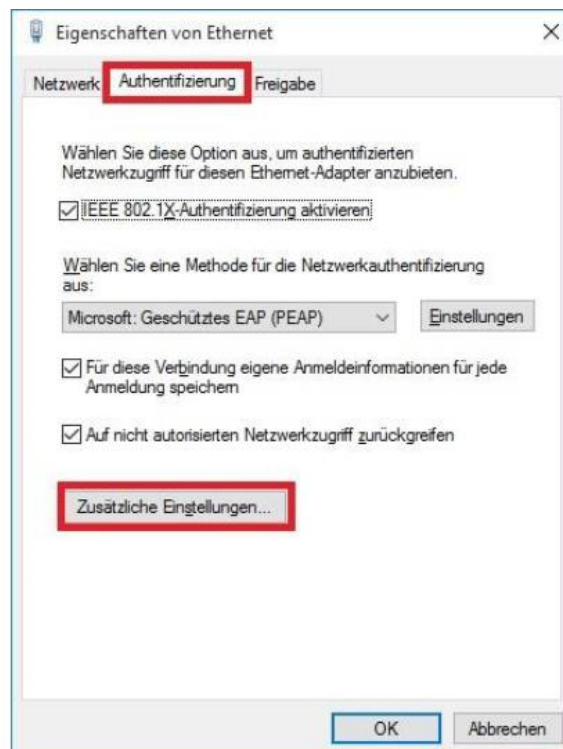 Eigenschaften von Ethernet
Netzwerk Authentifizierung Freigabe
Wählen Sie diese Option aus, um authentifizierten
Netzwerkzugriff für diesen Ethernet-Adapter anzubieten.
IEEE 802.1X-Authentifizierung aktivieren
Wählen Sie eine Methode für die Netzwerkauthentifizierung
aus:
Microsoft: Geschütztes EAP (PEAP) Einstellungen
Für diese Verbindung eigene Anmeldeinformationen für jede
Anmeldung speichern
Auf nicht autorisierten Netzwerkzugriff zurückgreifen
Zusätzliche Einstellungen...
OK Abbrechen